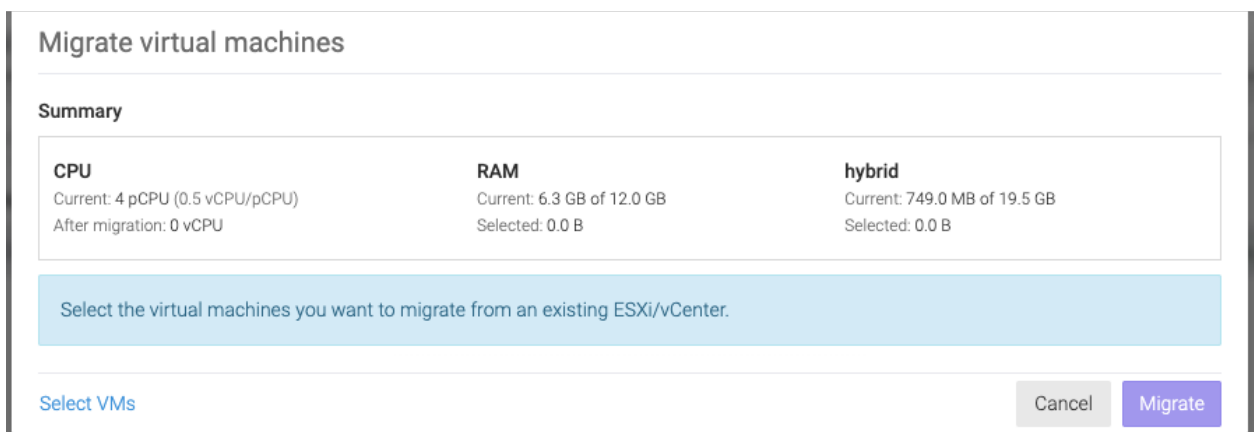 Migrate virtual machines
Summary
CPU
Current: 4 pCPU (0.5 vCPU/pCPU)
After migration: 0 vCPU
RAM
Current: 6.3 GB of 12.0 GB
Selected: 0.0 B
hybrid
Current: 749.0 MB of 19.5 GB
Selected: 0.0 B
Select the virtual machines you want to migrate from an existing ESXi/vCenter.
Select VMs
Cancel
Migrate